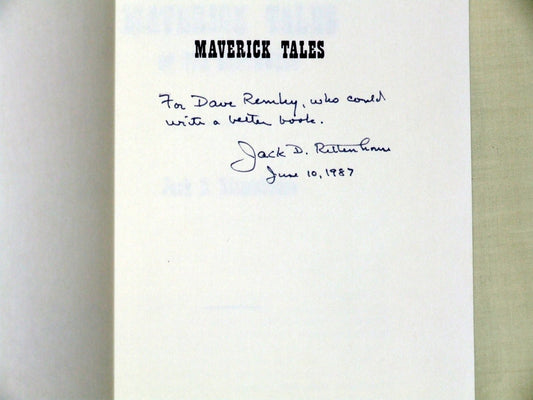 MAVERICK TALES
For Dave Remley, who could
write a better book.
Jack D. Rittenhouse
June 10, 1987